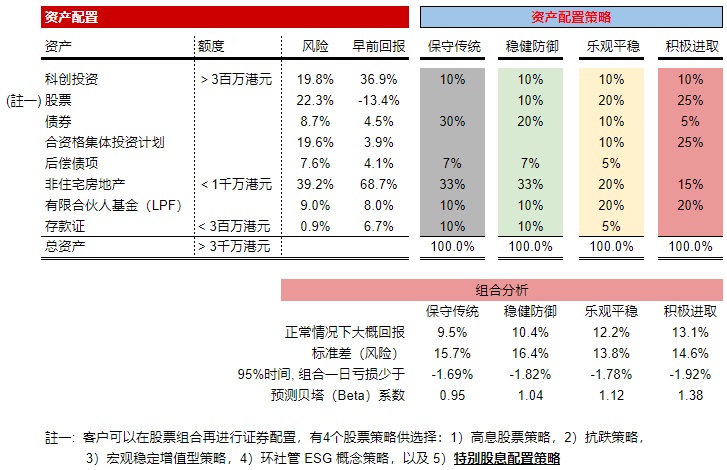 资产配置 资产配置策略
资产 额度 风险 早前回报 保守传统 稳健防御 乐观平稳 积极进取
科创投资 > 3百万港元 19.8% 36.9% 10% 10% 10% 10%
(註一) 股票 22.3% -13.4% 10% 20% 25%
债券 8.7% 4.5% 30% 20% 10% 5%
合资格集体投资计划 19.6% 3.9% 10% 25%
后偿债项 7.6% 4.1% 7% 7% 5%
非住宅房地产 < 1千万港元 39.2% 68.7% 33% 33% 20% 15%
有限合伙人基金（LPF） 9.0% 8.0% 10% 10% 20% 20%
存款证 < 3百万港元 0.9% 6.7% 10% 10% 5%
总资产 > 3千万港元 100.0% 100.0% 100.0% 100.0%
组合分析
保守传统 稳健防御 乐观平稳 积极进取
正常情况下大概回报 9.5% 10.4% 12.2% 13.1%
标准差（风险） 15.7% 16.4% 13.8% 14.6%
95%时间, 组合一日亏损少于 -1.69% -1.82% -1.78% -1.92%
预测贝塔（Beta）系数 0.95 1.04 1.12 1.38
註一: 客户可以在股票组合再进行证券配置，有4个股票策略供选择：1）高息股票策略，2）抗跌策略，
3）宏观稳定增值型策略，4）环社管 ESG 概念策略，以及 5）特别股息配置策略